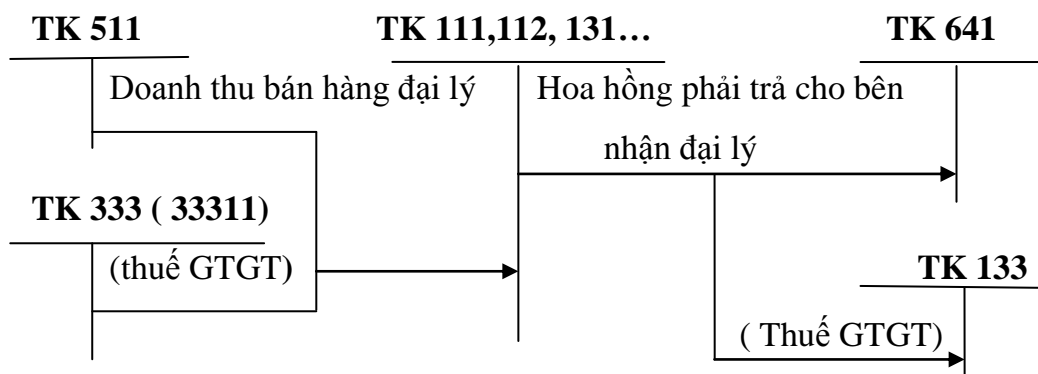 TK 511
TK 111,112, 131…
TK 641
Doanh thu bán hàng đại lý
Hoa hồng phải trả cho bên
nhận đại lý
TK 333 ( 33311)
(thuế GTGT)
TK 133
( Thuế GTGT)